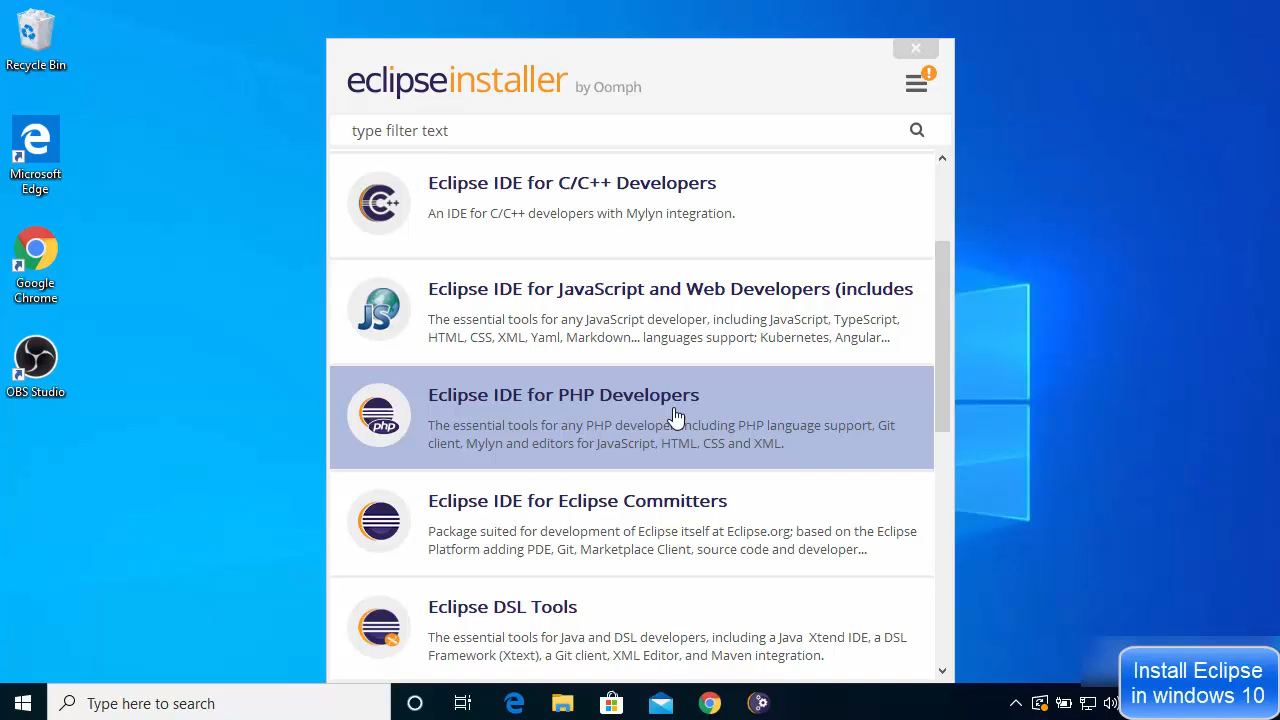 Recycle Bin
Microsoft
Edge
Google
Chrome
OBS Studio
eclipseinstaller by Oomph
type filter text
C++
Eclipse IDE for C/C++ Developers
An IDE for C/C++ developers with Mylyn integration.
JS
Eclipse IDE for JavaScript and Web Developers (includes
The essential tools for any JavaScript developer, including JavaScript, TypeScript,
HTML, CSS, XML, Yaml, Markdown... languages support; Kubernetes, Angular...
php
Eclipse IDE for PHP Developers
The essential tools for any PHP develope including PHP language support, Git
client, Mylyn and editors for JavaScript, HTML, CSS and XML.
Eclipse IDE for Eclipse Committers
Package suited for development of Eclipse itself at Eclipse.org; based on the Eclipse
Platform adding PDE, Git, Marketplace Client, source code and developer...
Eclipse DSL Tools
The essential tools for Java and DSL developers, including a Java Xtend IDE, a DSL
Framework (Xtext), a Git client, XML Editor, and Maven integration.
Type here to search
Install Eclipse
in windows 10